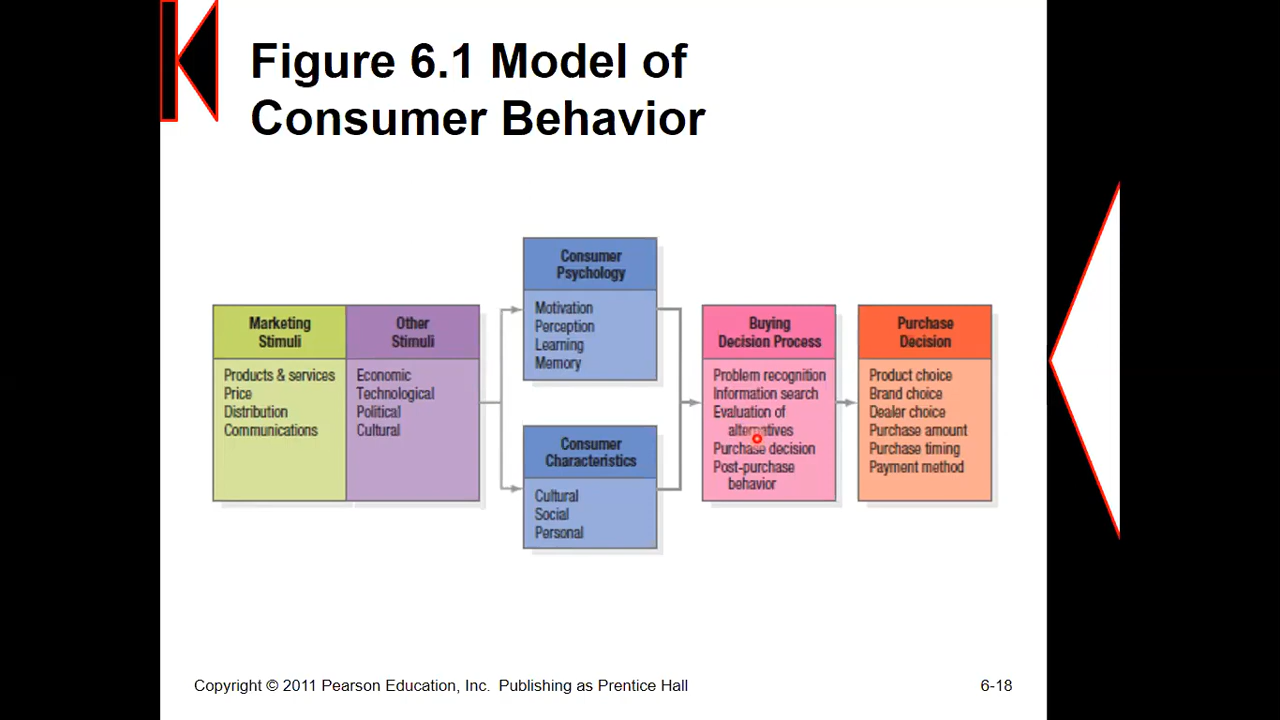 Figure 6.1 Model of
Consumer Behavior
Marketing
Stimuli
Products & services
Price
Distribution
Communications
Other
Stimuli
Economic
Technological
Political
Cultural
Consumer
Psychology
Motivation
Perception
Learning
Memory
Consumer
Characteristics
Cultural
Social
Personal
Buying
Decision Process
Problem recognition
Information search
Evaluation of
alternatives
Purchase decision
Post-purchase
behavior
Purchase
Decision
Product choice
Brand choice
Dealer choice
Purchase amount
Purchase timing
Payment method
Copyright © 2011 Pearson Education, Inc.  Publishing as Prentice Hall
6-18